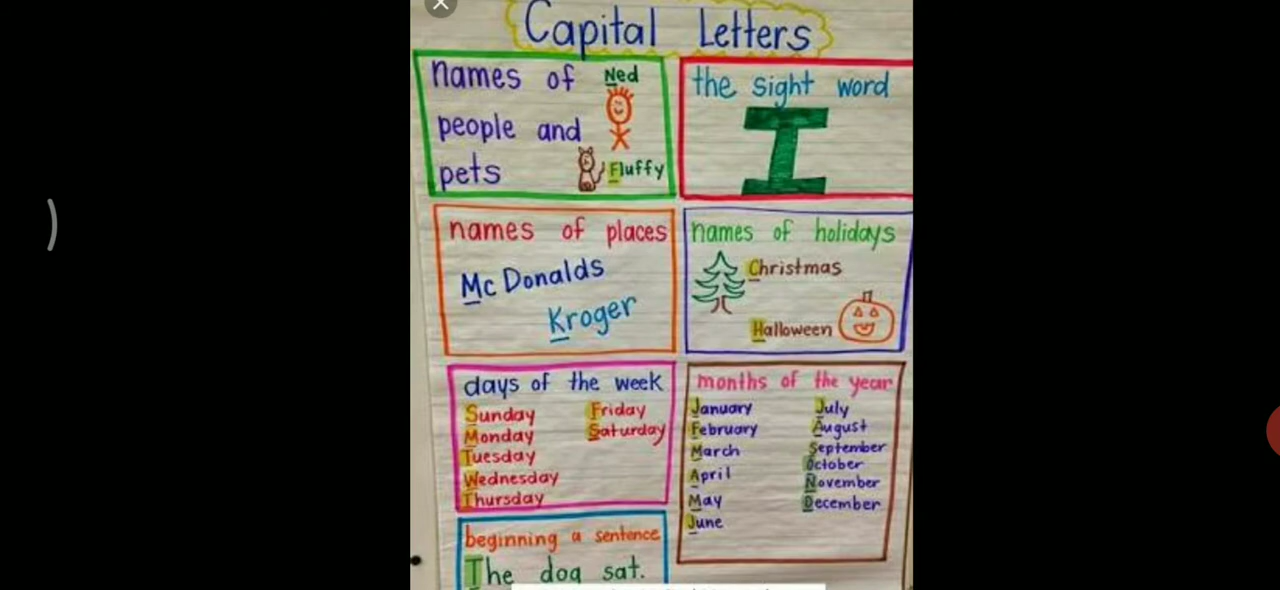 Capital Letters
names of
people and
pets
Ned
Fluffy
the sight word
I
names of places
McDonalds
Kroger
names of holidays
Christmas
Halloween
days of the week
Sunday
Monday
Tuesday
Wednesday
Thursday
Friday
Saturday
months of the year
January
February
March
April
May
June
July
August
September
October
November
December
beginning a sentence
The dog sat.